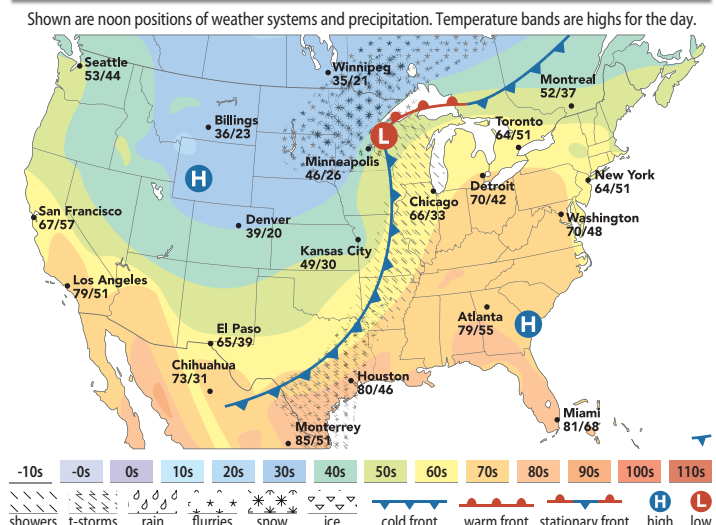 Shown are noon positions of weather systems and precipitation. Temperature bands are highs for the day.
Seattle
53/44
Winnipeg
35/21
Montreal
52/37
Billings
36/23
Toronto
64/51
L
Minneapolis
46/26
H
Detroit
70/42
New York
64/51
Chicago
66/33
San Francisco
67/57
Denver
39/20
Washington
70/48
Kansas City
49/30
Los Angeles
79/51
Atlanta
79/55
H
El Paso
65/39
Chihuahua
73/31
Houston
80/46
Miami
81/68
Monterrey
85/51
-10s -0s 0s 10s 20s 30s 40s 50s 60s 70s 80s 90s 100s 110s
H L
showers t-storms rain flurries snow ice cold front warm front stationary front high low